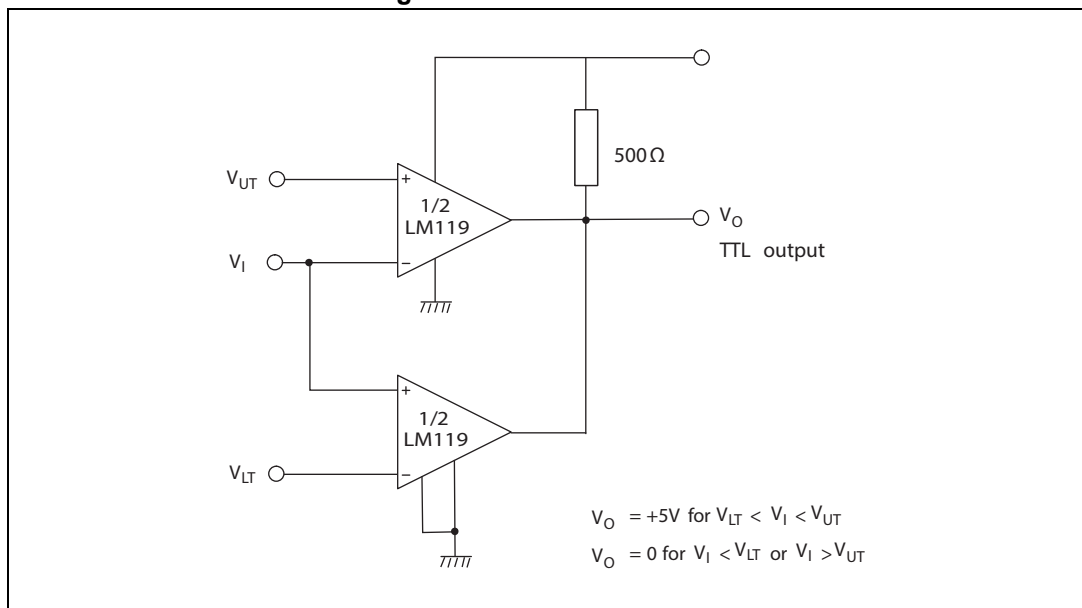 500 Ω
V_UT
+
1/2
LM119
V_O
TTL output
V_I
−
+
1/2
LM119
V_LT
−
V_O = +5V for V_LT < V_I < V_UT
V_O = 0 for V_I < V_LT or V_I > V_UT